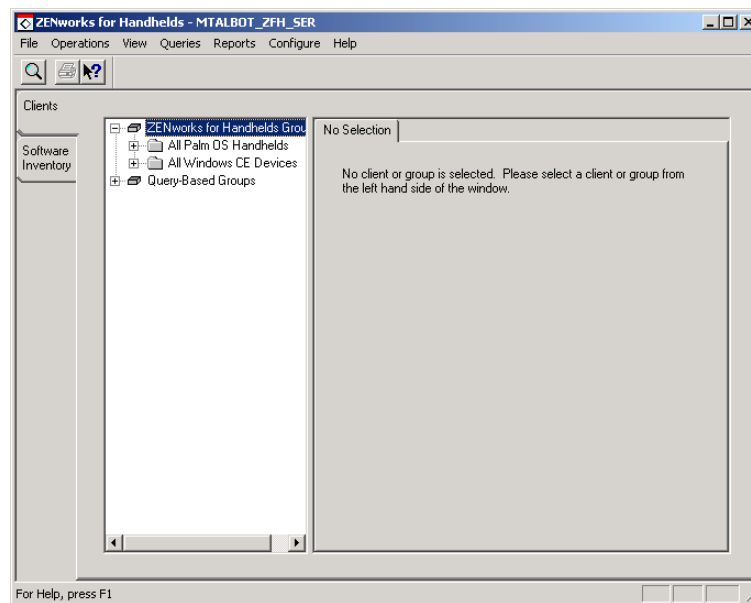 ZENworks for Handhelds - MTALBOT_ZFH_SER
File Operations View Queries Reports Configure Help
Clients
Software
Inventory
ZENworks for Handhelds Grou
All Palm OS Handhelds
All Windows CE Devices
Query-Based Groups
No Selection
No client or group is selected. Please select a client or group from
the left hand side of the window.
For Help, press F1